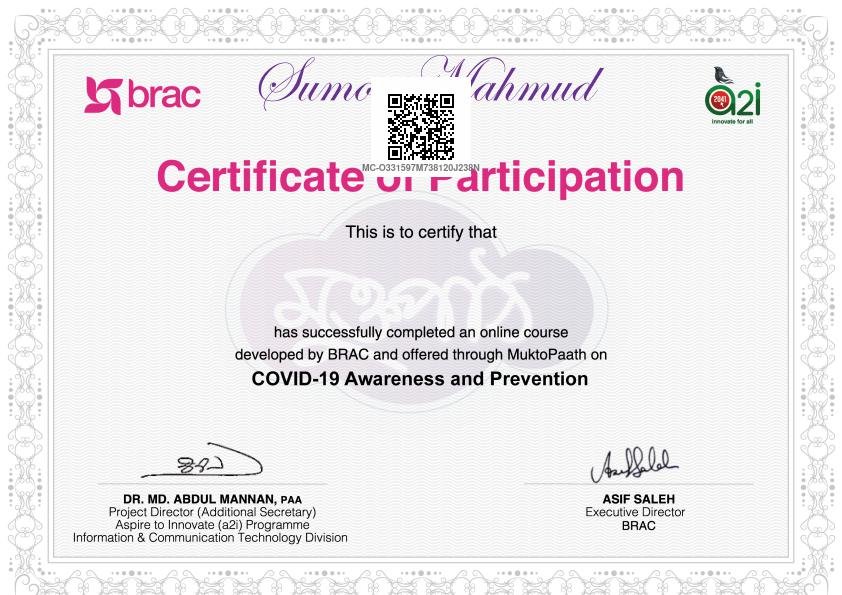 brac
Mahmud
2041
a2i
Innovate for all
MC-O331597M738120J238N
Certificate of Participation
This is to certify that
মুক্তপাঠ
has successfully completed an online course
developed by BRAC and offered through MuktoPaath on
COVID-19 Awareness and Prevention
DR. MD. ABDUL MANNAN, PAA
Project Director (Additional Secretary)
Aspire to Innovate (a2i) Programme
Information & Communication Technology Division
ASIF SALEH
Executive Director
BRAC